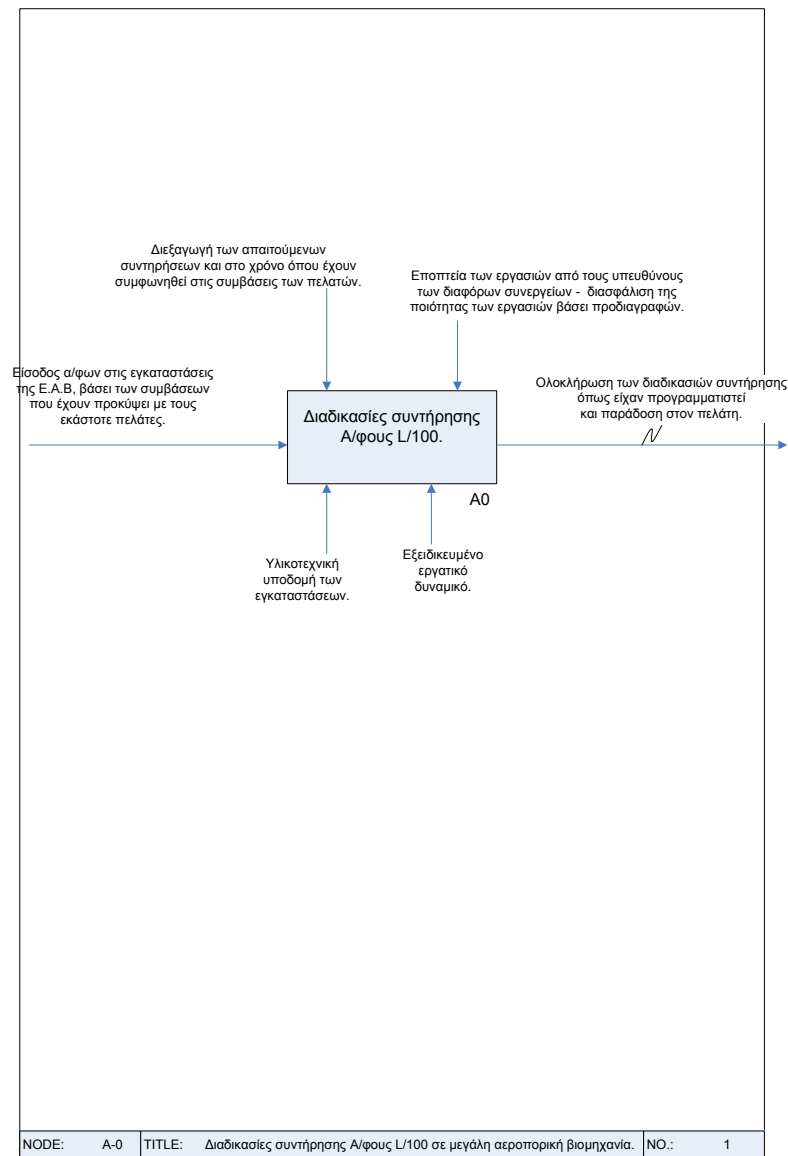 Διεξαγωγή των απαιτούμενων
συντηρήσεων και στο χρόνο όπου έχουν
συμφωνηθεί στις συμβάσεις των πελατών.
Εποπτεία των εργασιών από τους υπευθύνους
των διαφόρων συνεργείων - διασφάλιση της
ποιότητας των εργασιών βάσει προδιαγραφών.
Είσοδος α/φων στις εγκαταστάσεις
της Ε.Α.Β, βάσει των συμβάσεων
που έχουν προκύψει με τους
εκάστοτε πελάτες.
Διαδικασίες συντήρησης
Α/φους L/100.
A0
Ολοκλήρωση των διαδικασιών συντήρησης
όπως είχαν προγραμματιστεί
και παράδοση στον πελάτη.
Υλικοτεχνική
υποδομή των
εγκαταστάσεων.
Εξειδικευμένο
εργατικό
δυναμικό.
NODE: A-0 TITLE: Διαδικασίες συντήρησης Α/φους L/100 σε μεγάλη αεροπορική βιομηχανία. NO.: 1